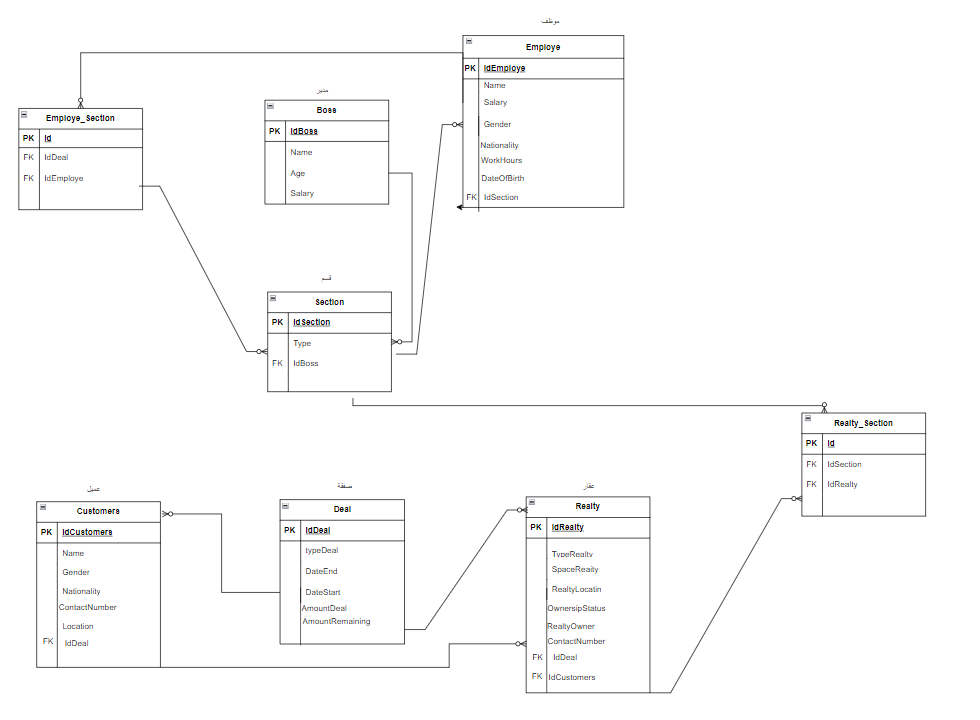 موظف
Employe
PK IdEmploye
Name
Salary
Gender
Nationality
WorkHours
DateOfBirth
FK IdSection
Employe_Section
PK Id
FK IdDeal
FK IdEmploye
مدير
Boss
PK IdBoss
Name
Age
Salary
قسم
Section
PK IdSection
Type
FK IdBoss
Realty_Section
PK Id
FK IdSection
FK IdRealty
عميل
Customers
PK IdCustomers
Name
Gender
Nationality
ContactNumber
Location
FK IdDeal
صفقة
Deal
PK IdDeal
typeDeal
DateEnd
DateStart
AmountDeal
AmountRemaining
عقار
Realty
PK IdRealty
TypeRealty
SpaceRealty
RealtyLocatin
OwnersipStatus
RealtyOwner
ContactNumber
FK IdDeal
FK IdCustomers